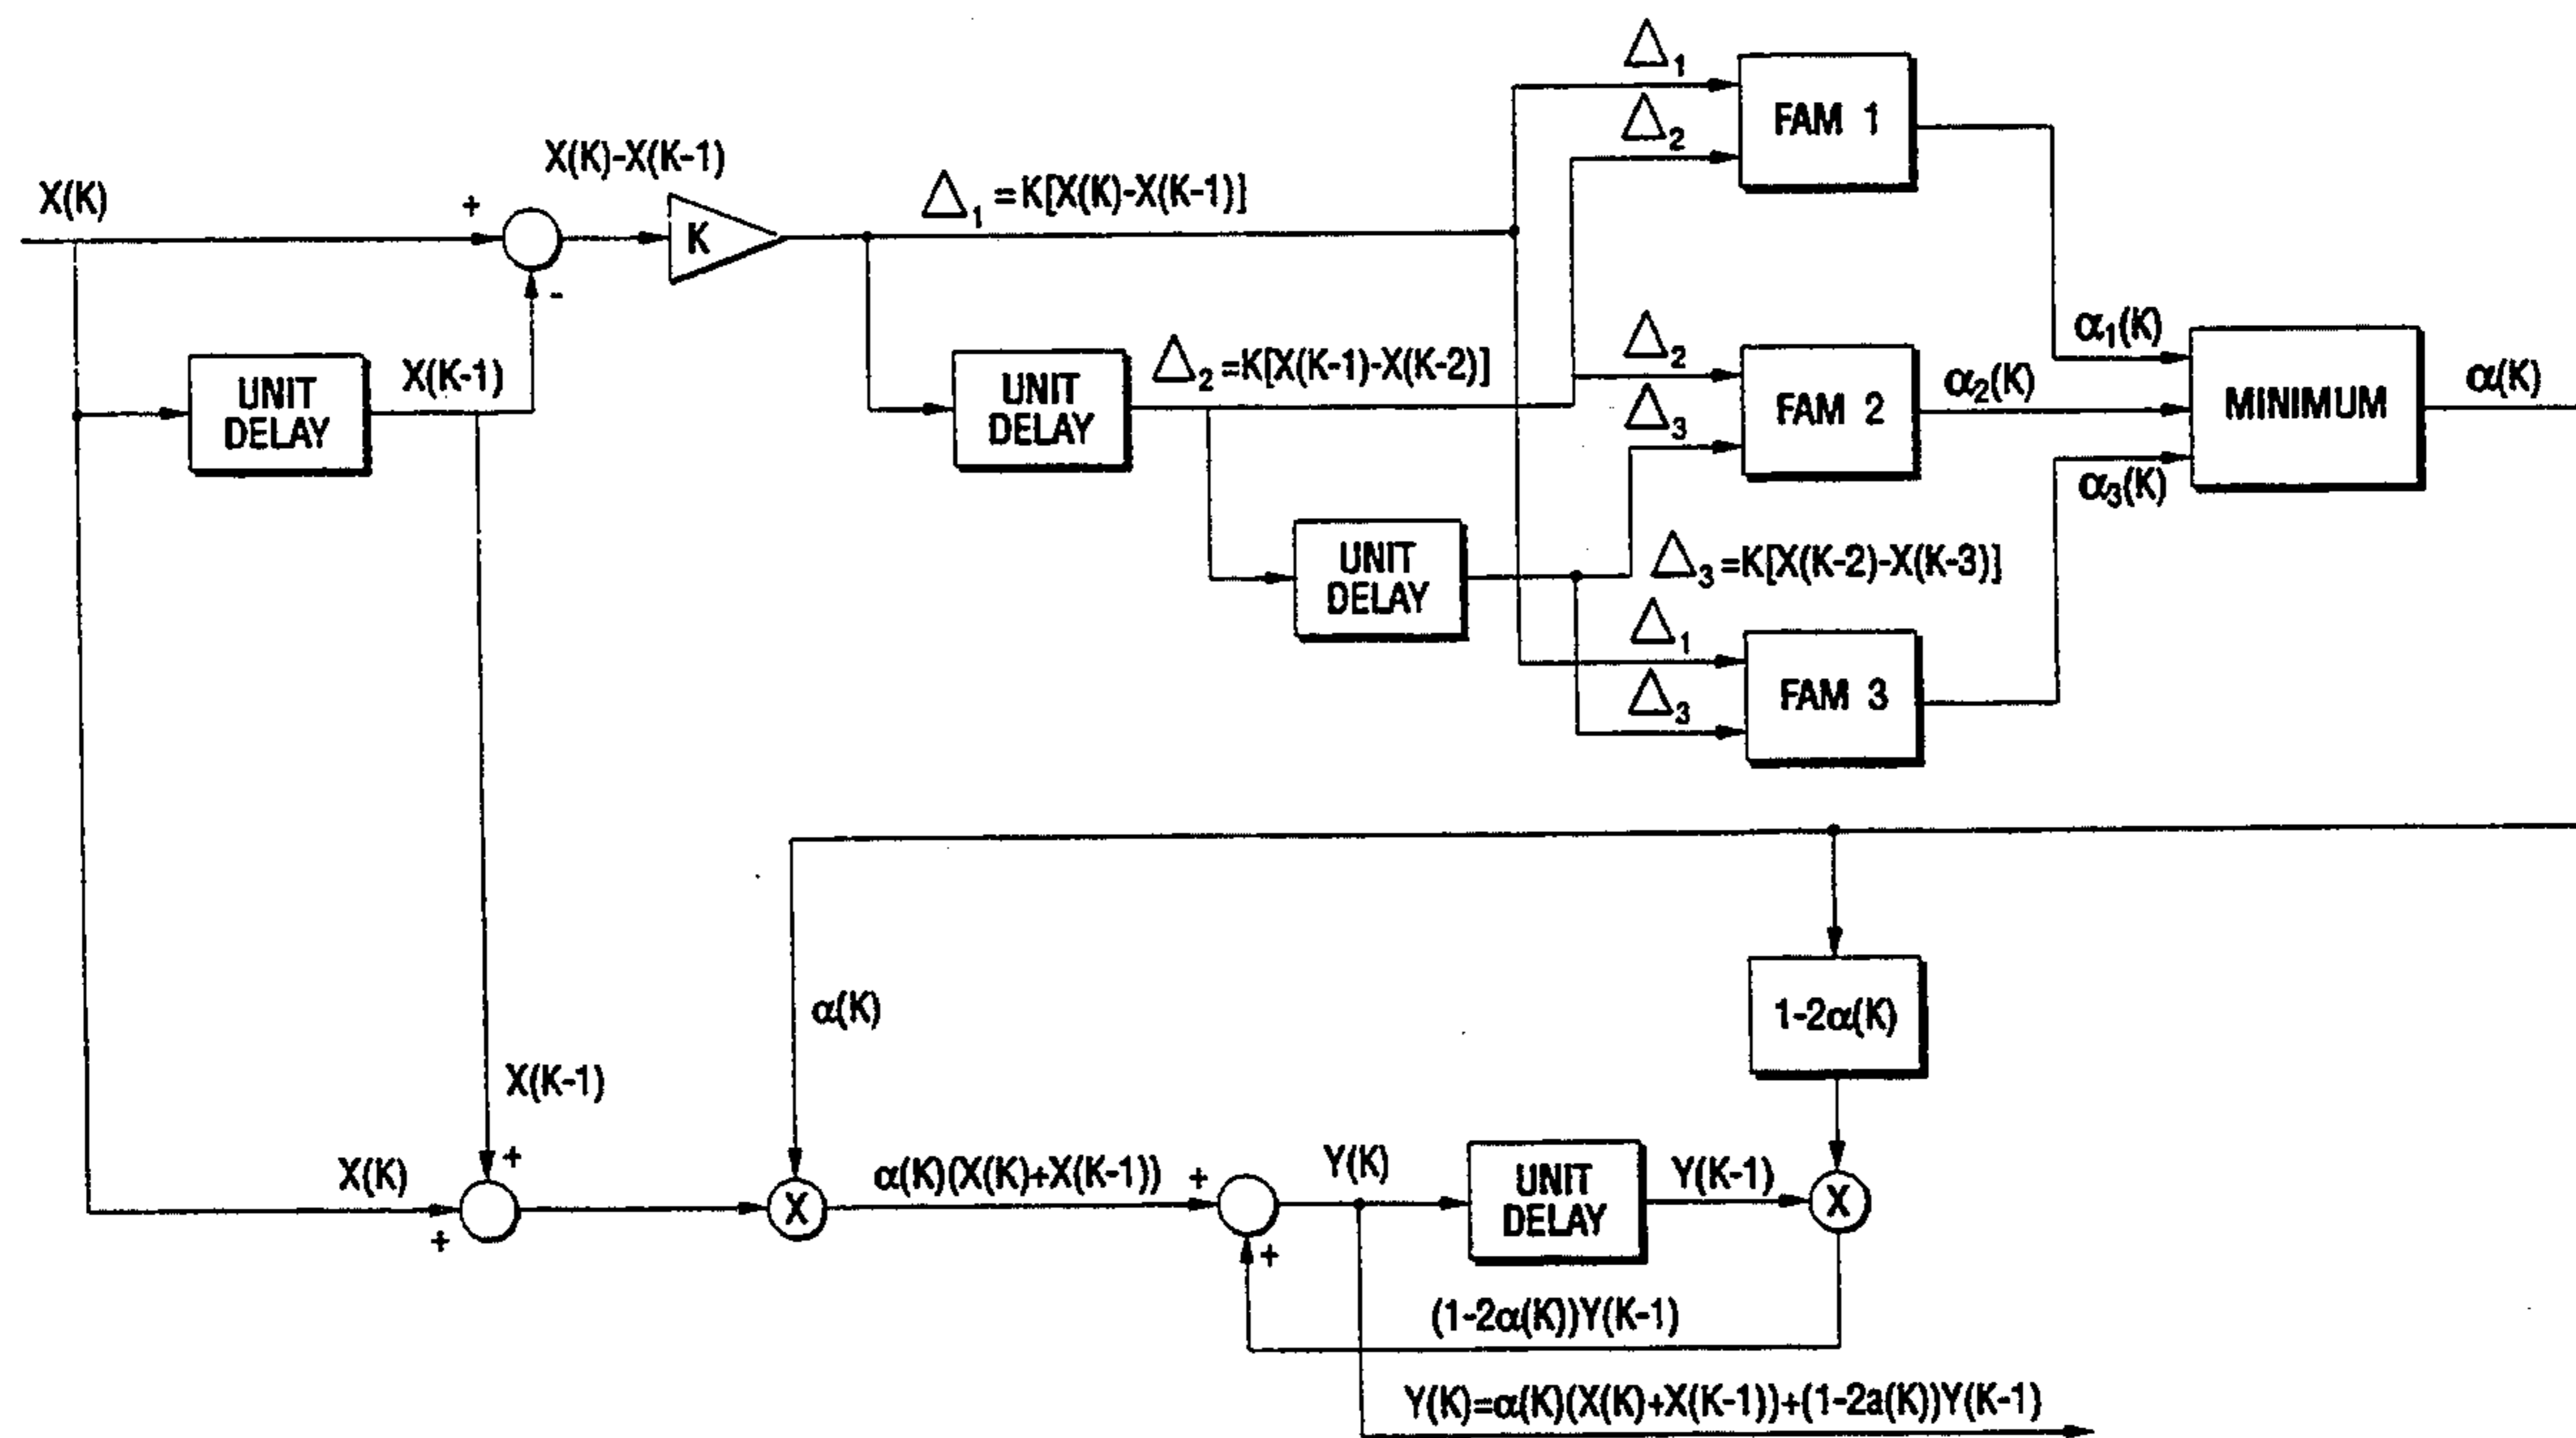 Δ1
FAM 1
Δ2
X(K)-X(K-1)
X(K)
+
K
Δ1 =K[X(K)-X(K-1)]
-
α1(K)
Δ2
UNIT
DELAY
X(K-1)
UNIT
DELAY
Δ2 =K[X(K-1)-X(K-2)]
FAM 2
α2(K)
MINIMUM
α(K)
Δ3
α3(K)
UNIT
DELAY
Δ3 =K[X(K-2)-X(K-3)]
Δ1
FAM 3
Δ3
α(K)
1-2α(K)
X(K-1)
X(K)
+
+
X
α(K)(X(K)+X(K-1))
+
+
Y(K)
UNIT
DELAY
Y(K-1)
X
(1-2α(K))Y(K-1)
Y(K)=α(K)(X(K)+X(K-1))+(1-2a(K))Y(K-1)